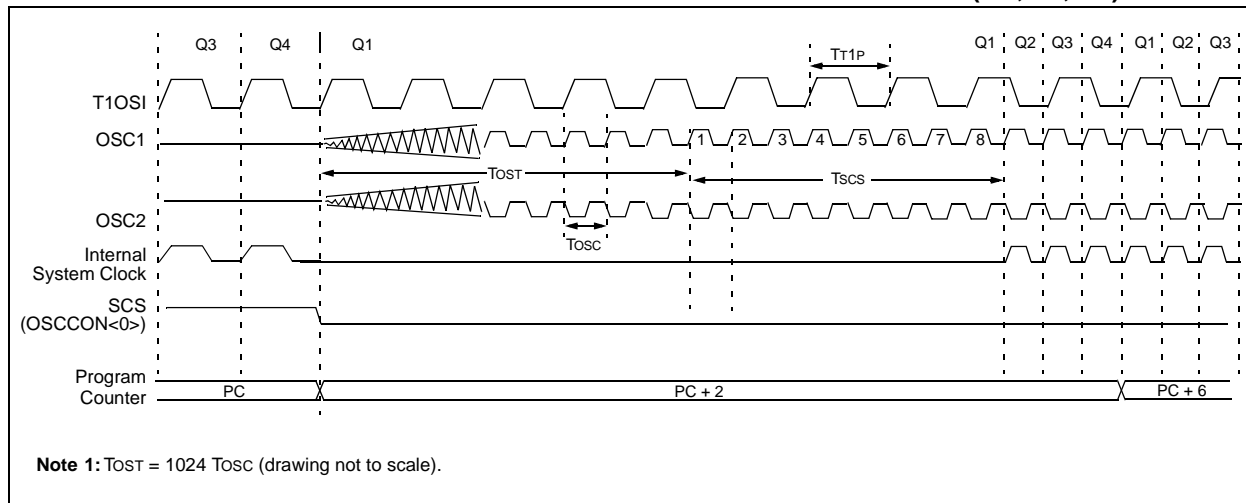 Q3 Q4 Q1 Q1 Q2 Q3 Q4 Q1 Q2 Q3
TT1P
T1OSI
OSC1
1 2 3 4 5 6 7 8
TOST
TSCS
OSC2
TOSC
Internal
System Clock
SCS
(OSCCON<0>)
Program
Counter
PC
PC + 2
PC + 6
Note 1: TOST = 1024 TOSC (drawing not to scale).